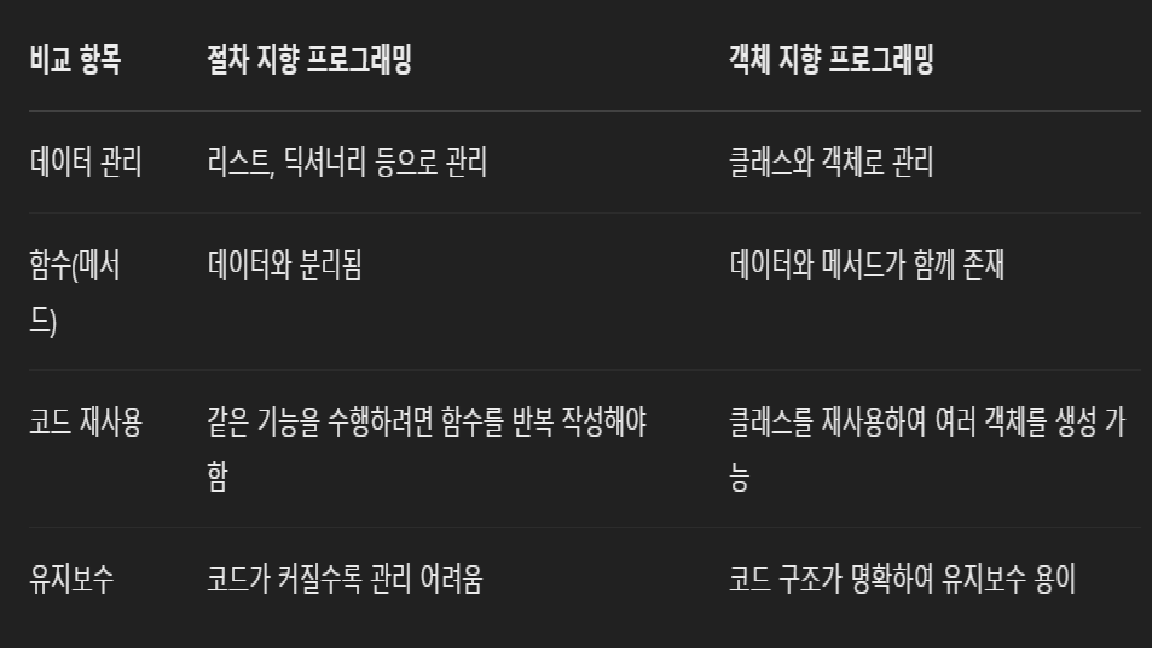 비교 항목 절차 지향 프로그래밍 객체 지향 프로그래밍
데이터 관리 리스트, 딕셔너리 등으로 관리 클래스와 객체로 관리
함수(메서 데이터와 분리됨 데이터와 메서드가 함께 존재
드)
코드 재사용 같은 기능을 수행하려면 함수를 반복 작성해야 클래스를 재사용하여 여러 객체를 생성 가
함 능
유지보수 코드가 커질수록 관리 어려움 코드 구조가 명확하여 유지보수 용이